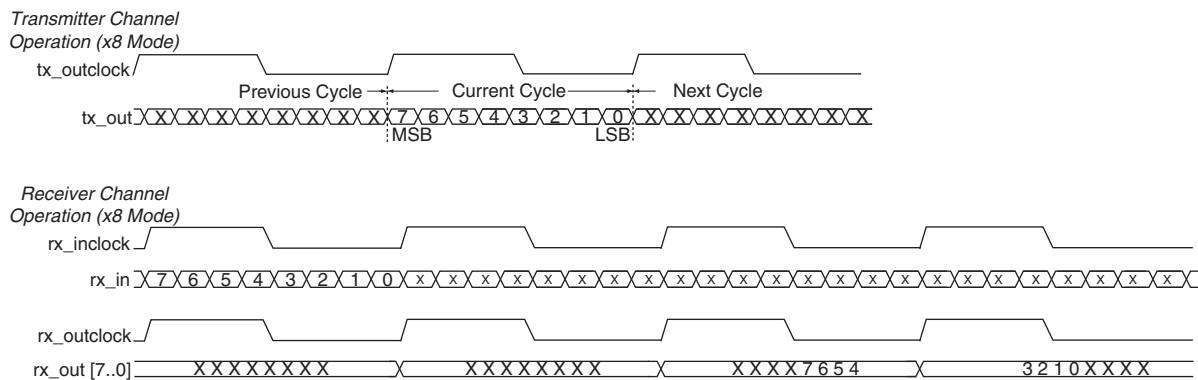 Transmitter Channel
Operation (x8 Mode)
tx_outclock
Previous Cycle Current Cycle Next Cycle
tx_out X X X X X X X X 7 6 5 4 3 2 1 0 X X X X X X X X
MSB LSB
Receiver Channel
Operation (x8 Mode)
rx_inclock
rx_in 7 6 5 4 3 2 1 0 x x x x x x x x x x x x x x x x x x x x x x x x
rx_outclock
rx_out [7..0] X X X X X X X X X X X X X X X X X X X X 7 6 5 4 3 2 1 0 X X X X